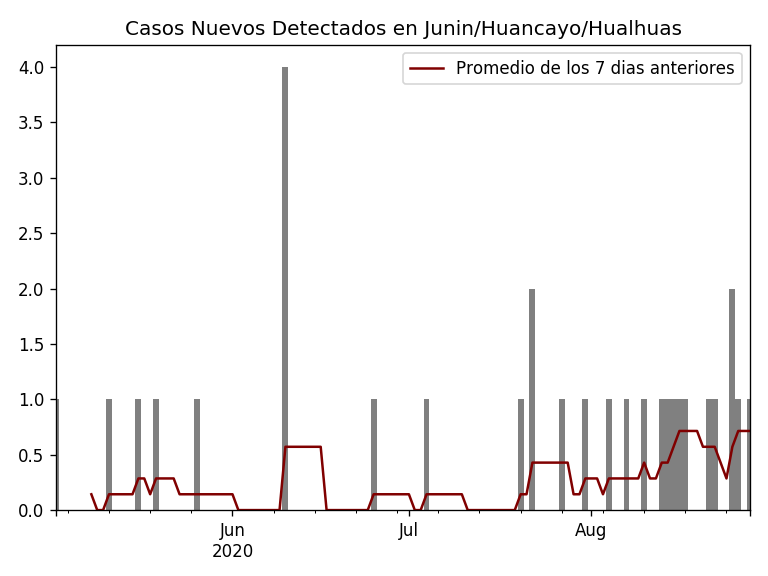 Casos Nuevos Detectados en Junin/Huancayo/Hualhuas
Promedio de los 7 dias anteriores
4.0
3.5
3.0
2.5
2.0
1.5
1.0
0.5
0.0
Jun
2020
Jul
Aug